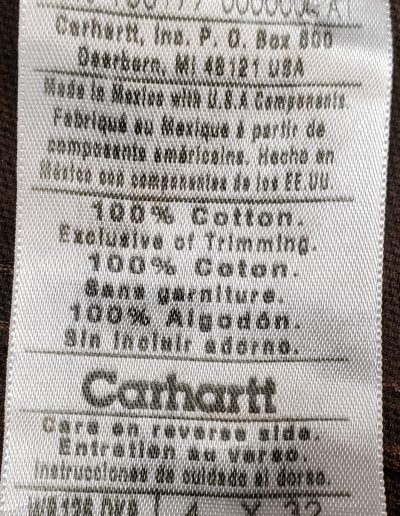 Carhartt, Inc. P. O. Box 600
Dearborn, MI 48121 USA
Made in Mexico with U.S.A Components.
Fabriqué au Mexique à partir de
composants américains. Hecho en
México con componentes de los EE.UU.
100% Cotton.
Exclusive of Trimming.
100% Coton.
Sans garniture.
100% Algodón.
Sin incluir adorno.
Carhartt
Care on reverse side.
Entretien au verso.
Instrucciones de cuidado al dorso.
X 32